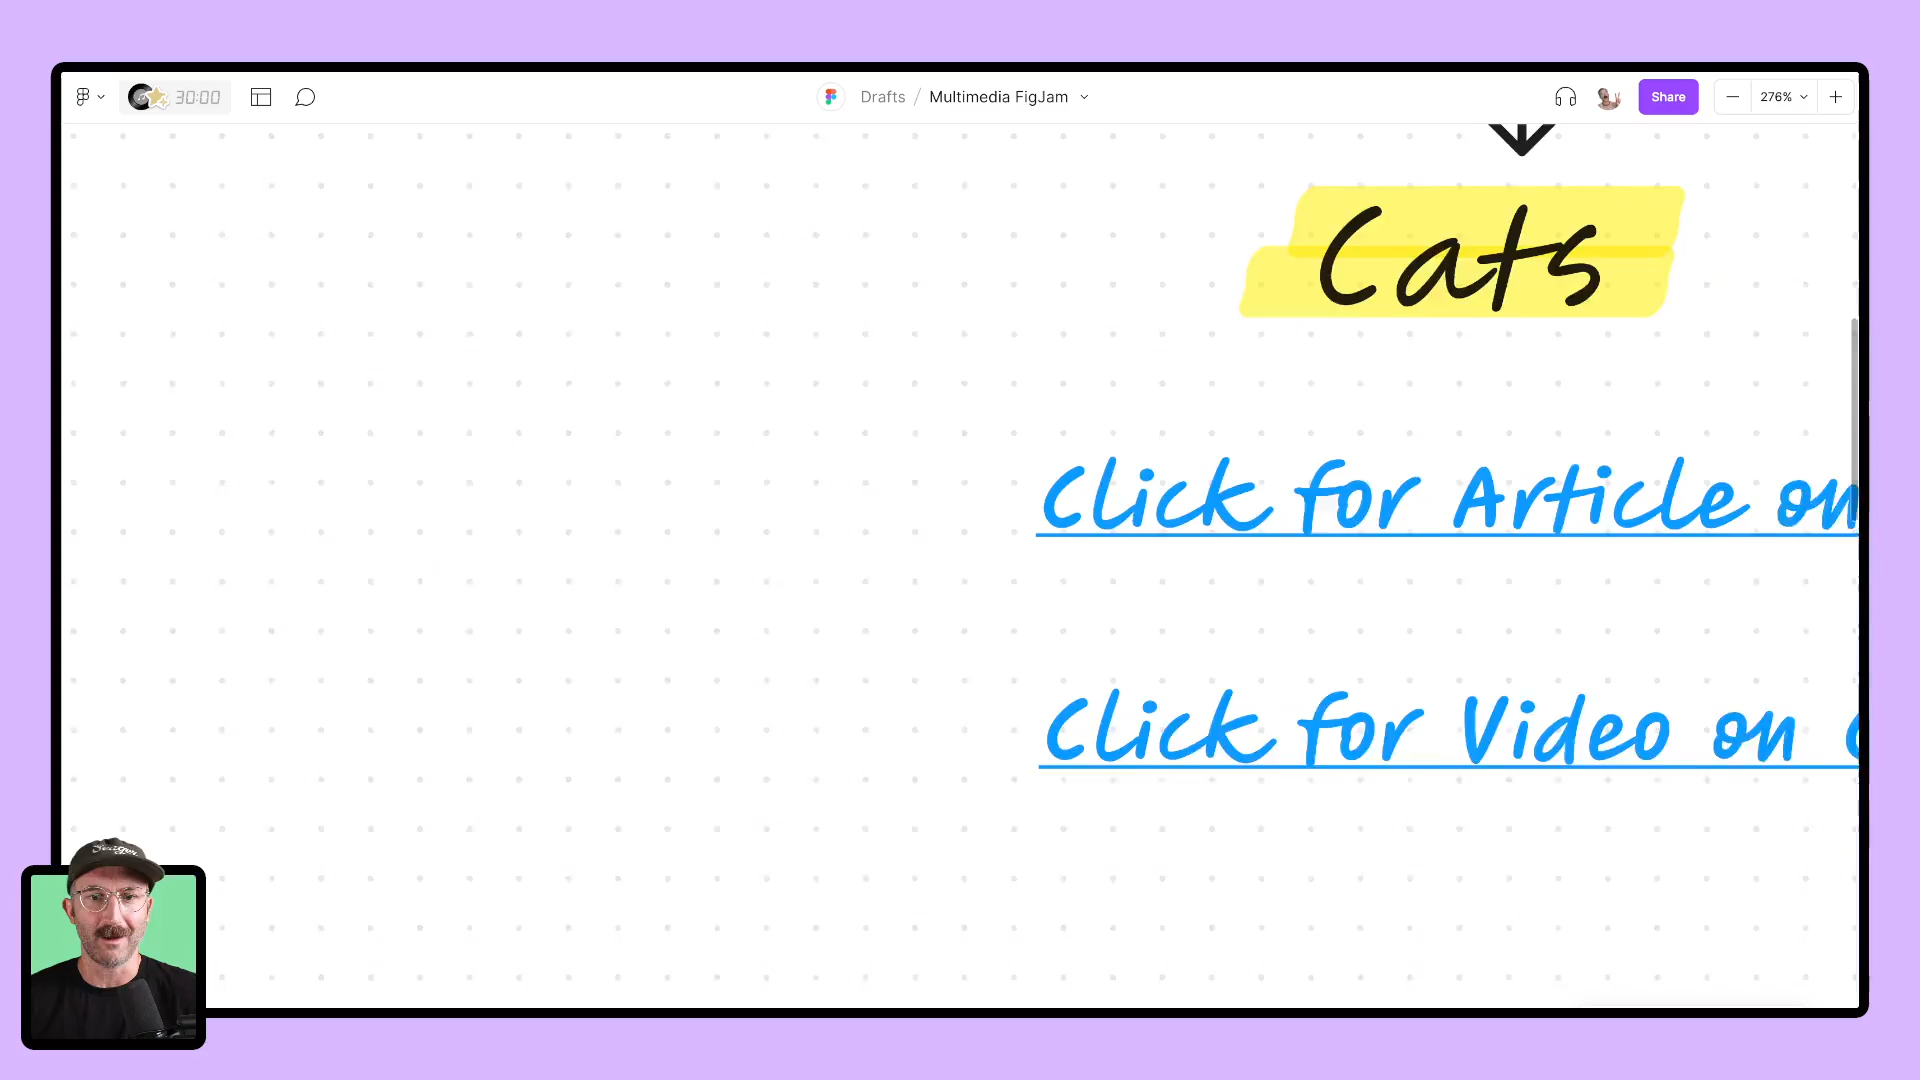 30:00
Drafts / Multimedia FigJam
Share
276%
Cats
Click for Article on
Click for Video on